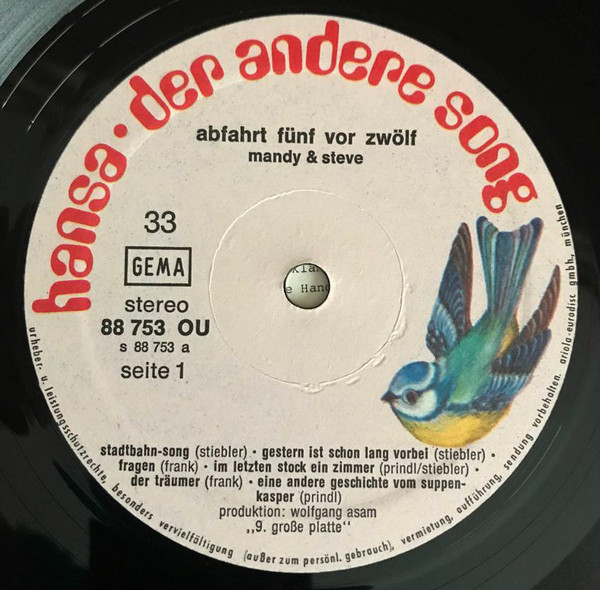 hansa · der andere song
abfahrt fünf vor zwölf
mandy & steve
33
GEMA
stereo
88 753 OU
s 88 753 a
seite 1
stadtbahn-song (stiebler) · gestern ist schon lang vorbei (stiebler) ·
fragen (frank) · im letzten stock ein zimmer (prindl/stiebler) ·
der träumer (frank) · eine andere geschichte vom suppen-
kasper (prindl)
produktion: wolfgang asam
„9. große platte“
urheber- u. leistungsschutzrechte, besonders vervielfältigung (außer zum persönl. gebrauch), vermietung, aufführung, sendung vorbehalten. ariola-eurodisc gmbh., münchen